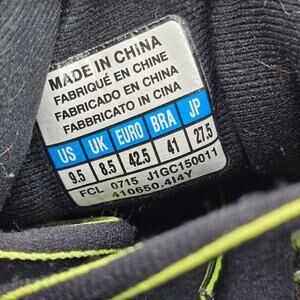 MADE IN CHINA
FABRIQUÉ EN CHINE
FABRICADO EN CHINA
FABBRICATO IN CINA
US UK EURO BRA JP
9.5 8.5 42.5 41 27.5
FCL 0715 J1GC150011
410650.4I4Y